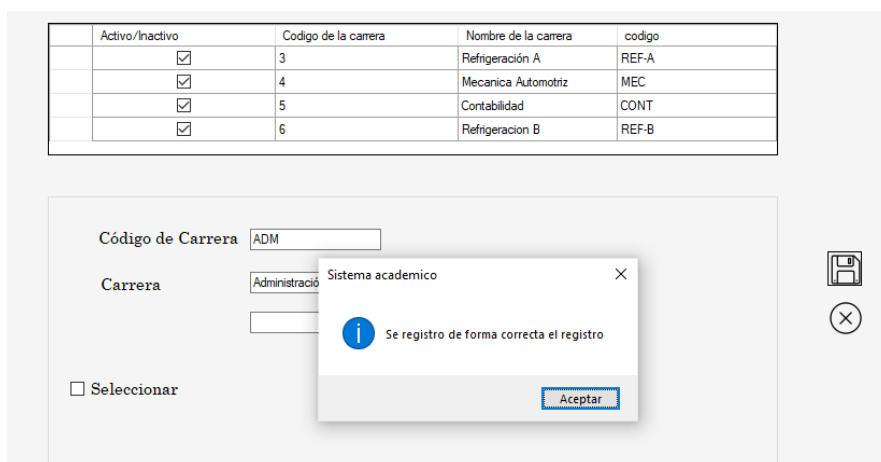 Activo/Inactivo Codigo de la carrera Nombre de la carrera codigo
3 Refrigeración A REF-A
4 Mecanica Automotriz MEC
5 Contabilidad CONT
6 Refrigeracion B REF-B
Código de Carrera ADM
Carrera Administració
Sistema academico
Se registro de forma correcta el registro
Aceptar
Seleccionar